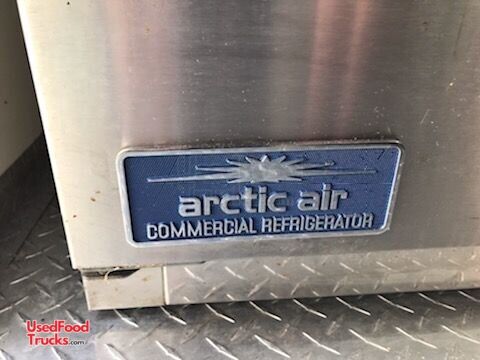 arctic air
COMMERCIAL REFRIGERATOR
UsedFood
Trucks.com